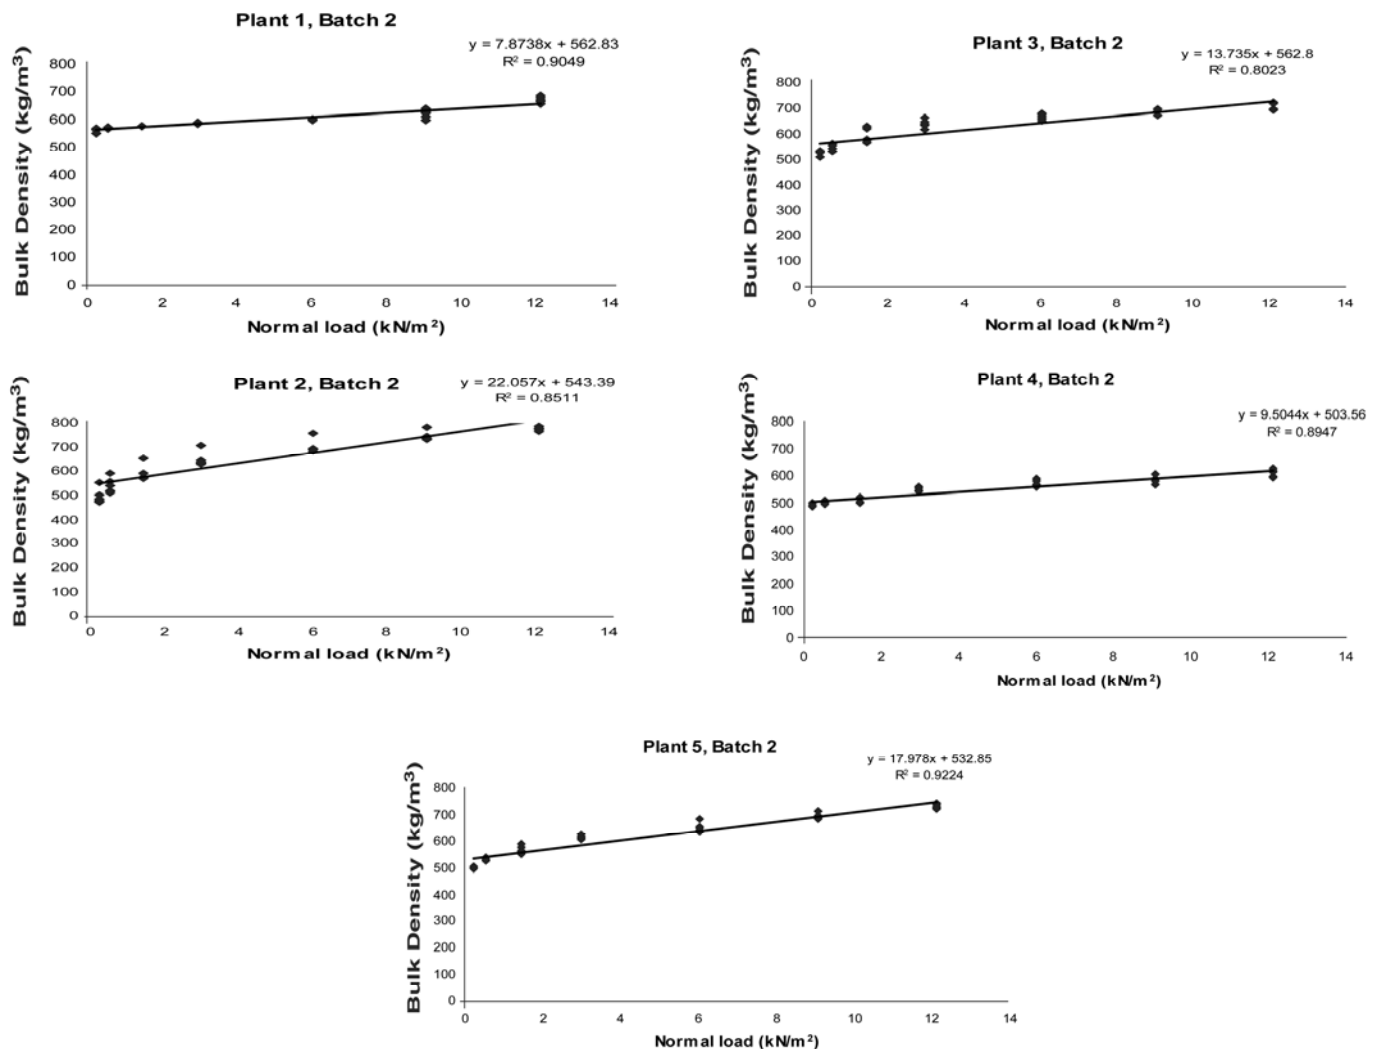 Plant 1, Batch 2
y = 7.8738x + 562.83
R² = 0.9049
Bulk Density (kg/m³)
800
700
600
500
400
300
200
100
0
0 2 4 6 8 10 12 14
Normal load (kN/m²)
Plant 3, Batch 2
y = 13.735x + 562.8
R² = 0.8023
Bulk Density (kg/m³)
800
700
600
500
400
300
200
100
0
0 2 4 6 8 10 12 14
Normal load (kN/m²)
Plant 2, Batch 2
y = 22.057x + 543.39
R² = 0.8511
Bulk Density (kg/m³)
800
700
600
500
400
300
200
100
0
0 2 4 6 8 10 12 14
Normal load (kN/m²)
Plant 4, Batch 2
y = 9.5044x + 503.56
R² = 0.8947
Bulk Density (kg/m³)
800
700
600
500
400
300
200
100
0
0 2 4 6 8 10 12 14
Normal load (kN/m²)
Plant 5, Batch 2
y = 17.978x + 532.85
R² = 0.9224
Bulk Density (kg/m³)
800
700
600
500
400
300
200
100
0
0 2 4 6 8 10 12 14
Normal load (kN/m²)